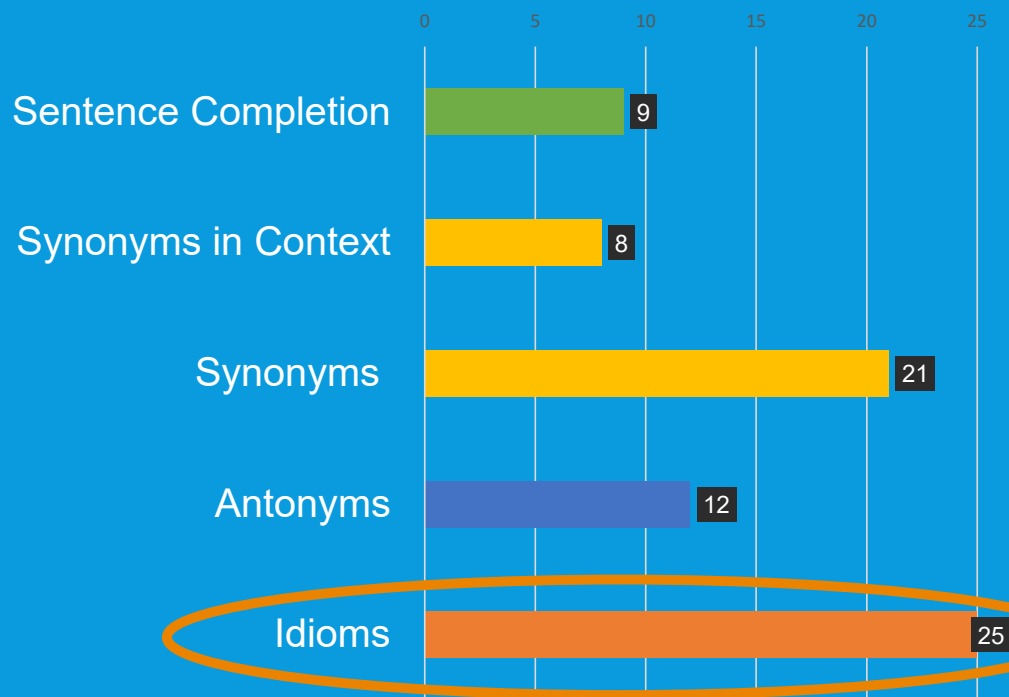 0 5 10 15 20 25
Sentence Completion 9
Synonyms in Context 8
Synonyms 21
Antonyms 12
Idioms 25